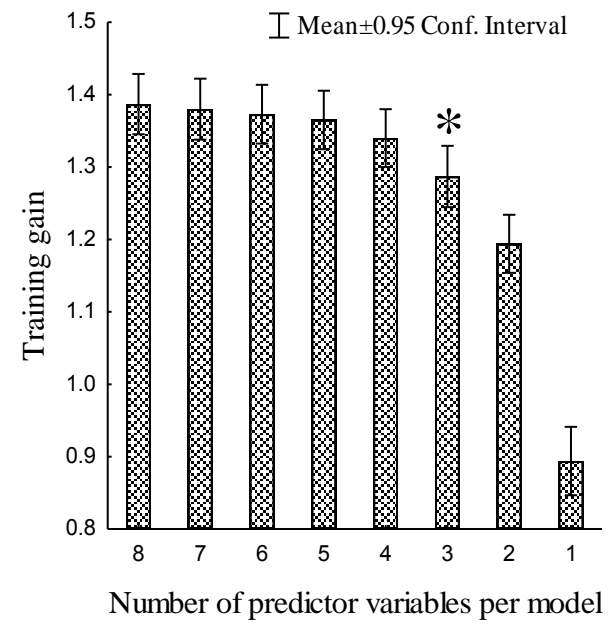 Mean±0.95 Conf. Interval
1.5
1.4
1.3
1.2
1.1
1.0
0.9
0.8
Training gain
*
8 7 6 5 4 3 2 1
Number of predictor variables per model